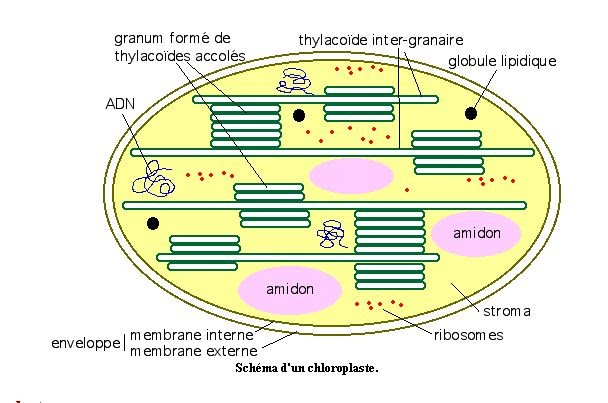 granum formé de
thylacoïdes accolés
thylacoïde inter-granaire
globule lipidique
ADN
amidon
amidon
stroma
ribosomes
enveloppe
membrane interne
membrane externe
Schéma d'un chloroplaste.